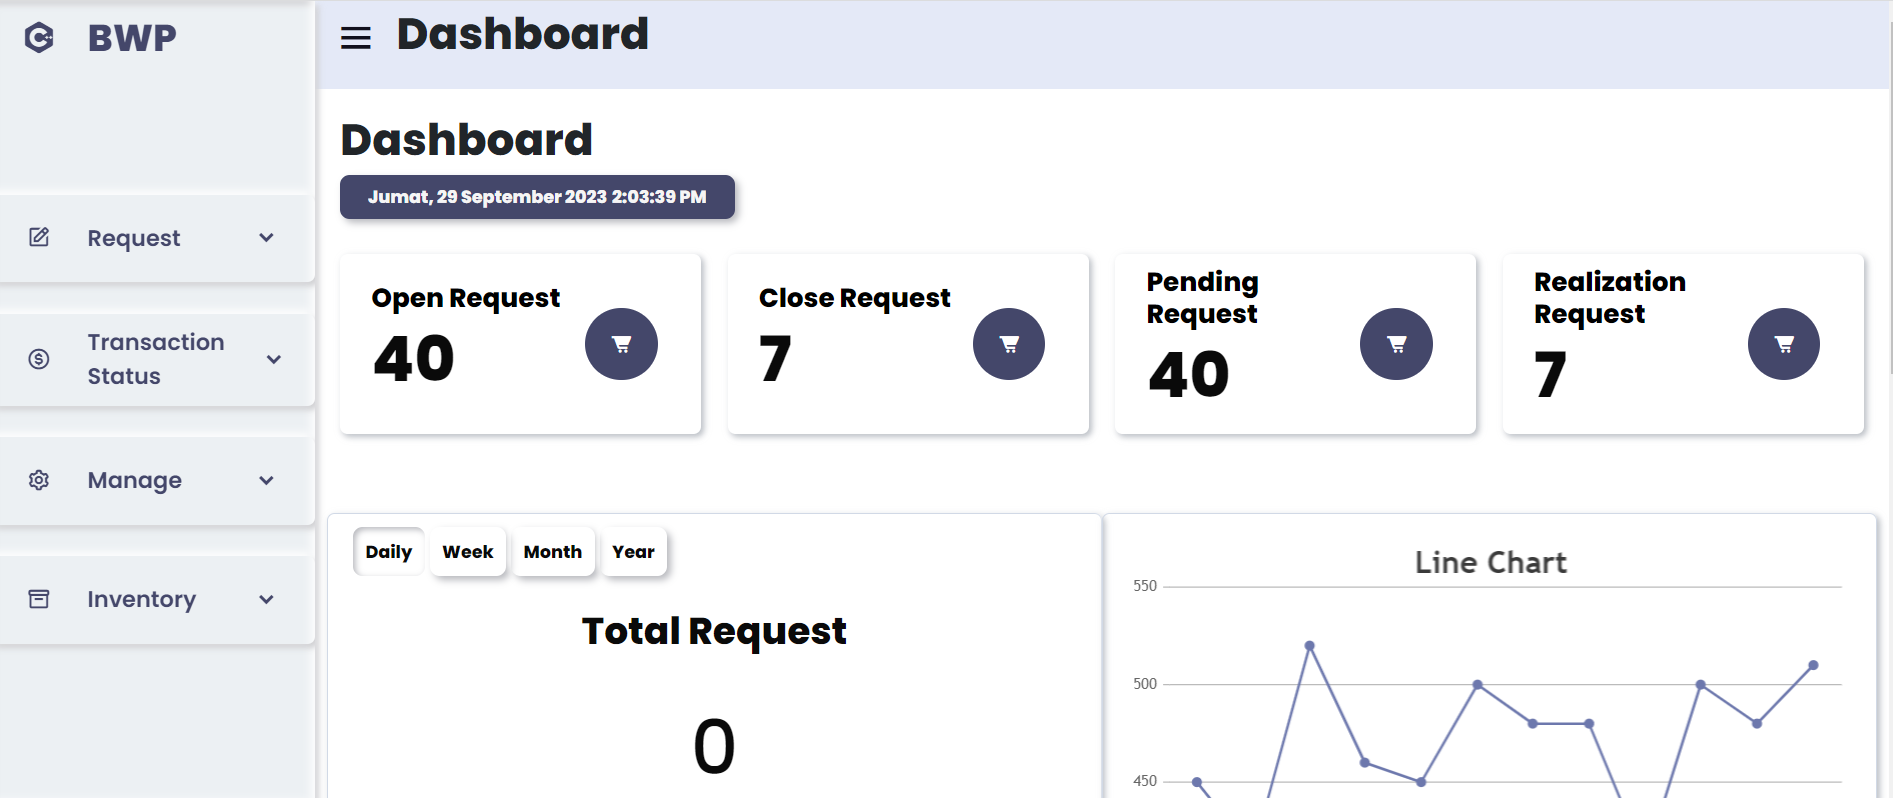 BWP
Dashboard
Request
Transaction
Status
Manage
Inventory
Dashboard
Jumat, 29 September 2023 2:03:39 PM
Open Request
40
Close Request
7
Pending
Request
40
Realization
Request
7
Daily Week Month Year
Total Request
0
Line Chart
550
500
450